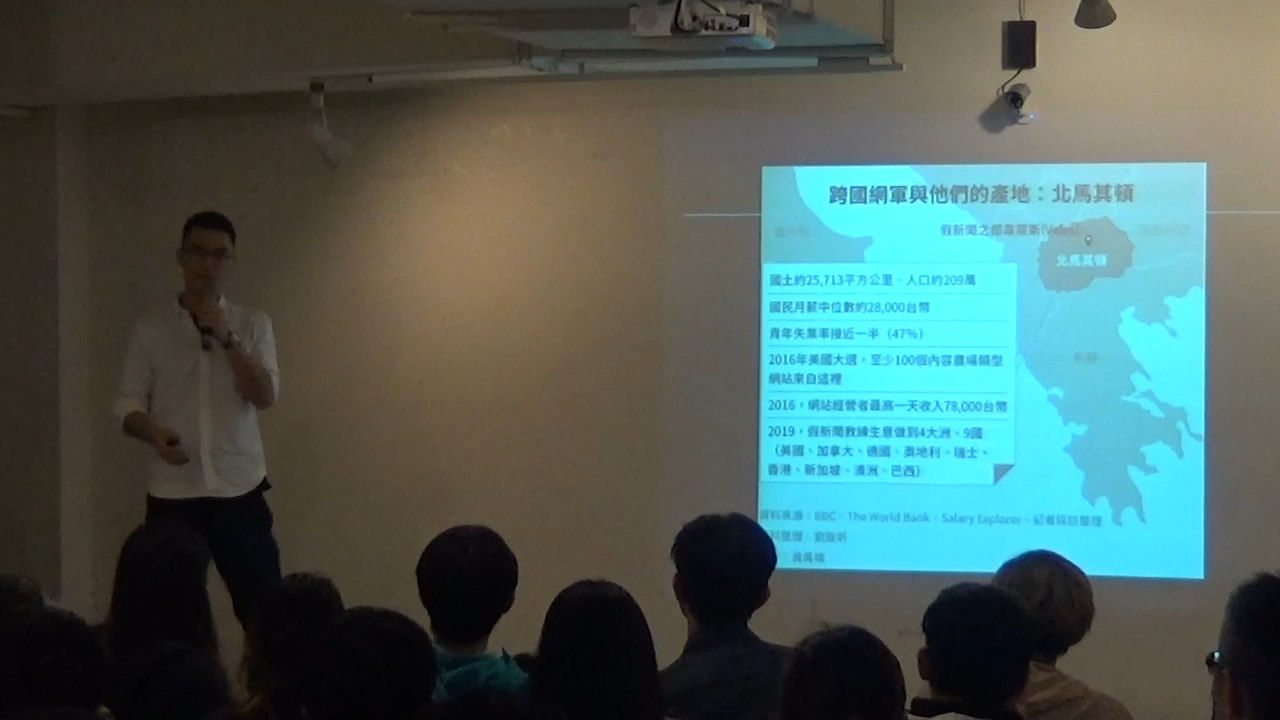 跨國網軍與他們的產地：北馬其頓
假新聞之都韋萊斯(Veles)
北馬其頓
國土約25,713平方公里，人口約209萬
國民月薪中位數約28,000台幣
青年失業率接近一半（47%）
2016年美國大選，至少100個內容農場類型
網站來自這裡
2016，網站經營者最高一天收入78,000台幣
2019，假新聞教練生意做到4大洲、9國
（美國、加拿大、德國、奧地利、瑞士、
香港、新加坡、澳洲、巴西）
希臘
資料來源：BBC、The World Bank、Salary Explorer、記者採訪整理